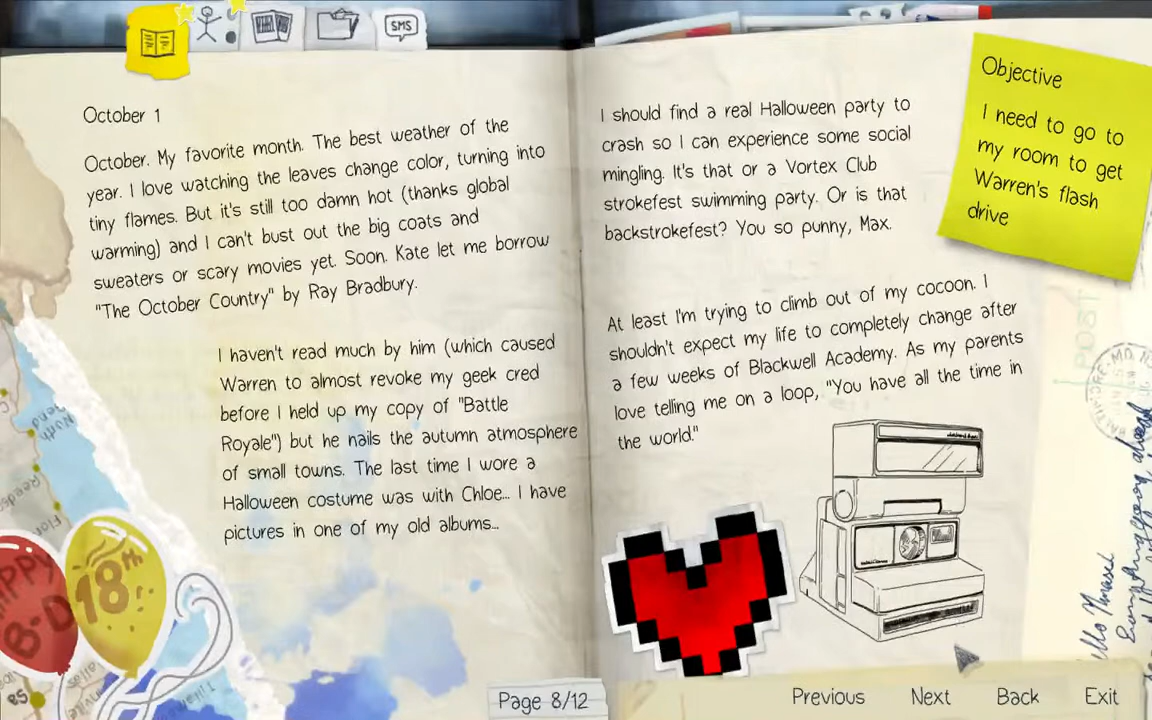 SMS
October 1
October. My favorite month. The best weather of the
year. I love watching the leaves change color, turning into
tiny flames. But it's still too damn hot (thanks global
warming) and I can't bust out the big coats and
sweaters or scary movies yet. Soon. Kate let me borrow
"The October Country" by Ray Bradbury.
I haven't read much by him (which caused
Warren to almost revoke my geek cred
before I held up my copy of "Battle
Royale") but he nails the autumn atmosphere
of small towns. The last time I wore a
Halloween costume was with Chloe... I have
pictures in one of my old albums...
18th!
I should find a real Halloween party to
crash so I can experience some social
mingling. It's that or a Vortex Club
strokefest swimming party. Or is that
backstrokefest? You so punny, Max.
At least I'm trying to climb out of my cocoon. I
shouldn't expect my life to completely change after
a few weeks of Blackwell Academy. As my parents
love telling me on a loop, "You have all the time in
the world."
Objective
I need to go to
my room to get
Warren's flash
drive
POST
Page 8/12
Previous
Next
Back
Exit